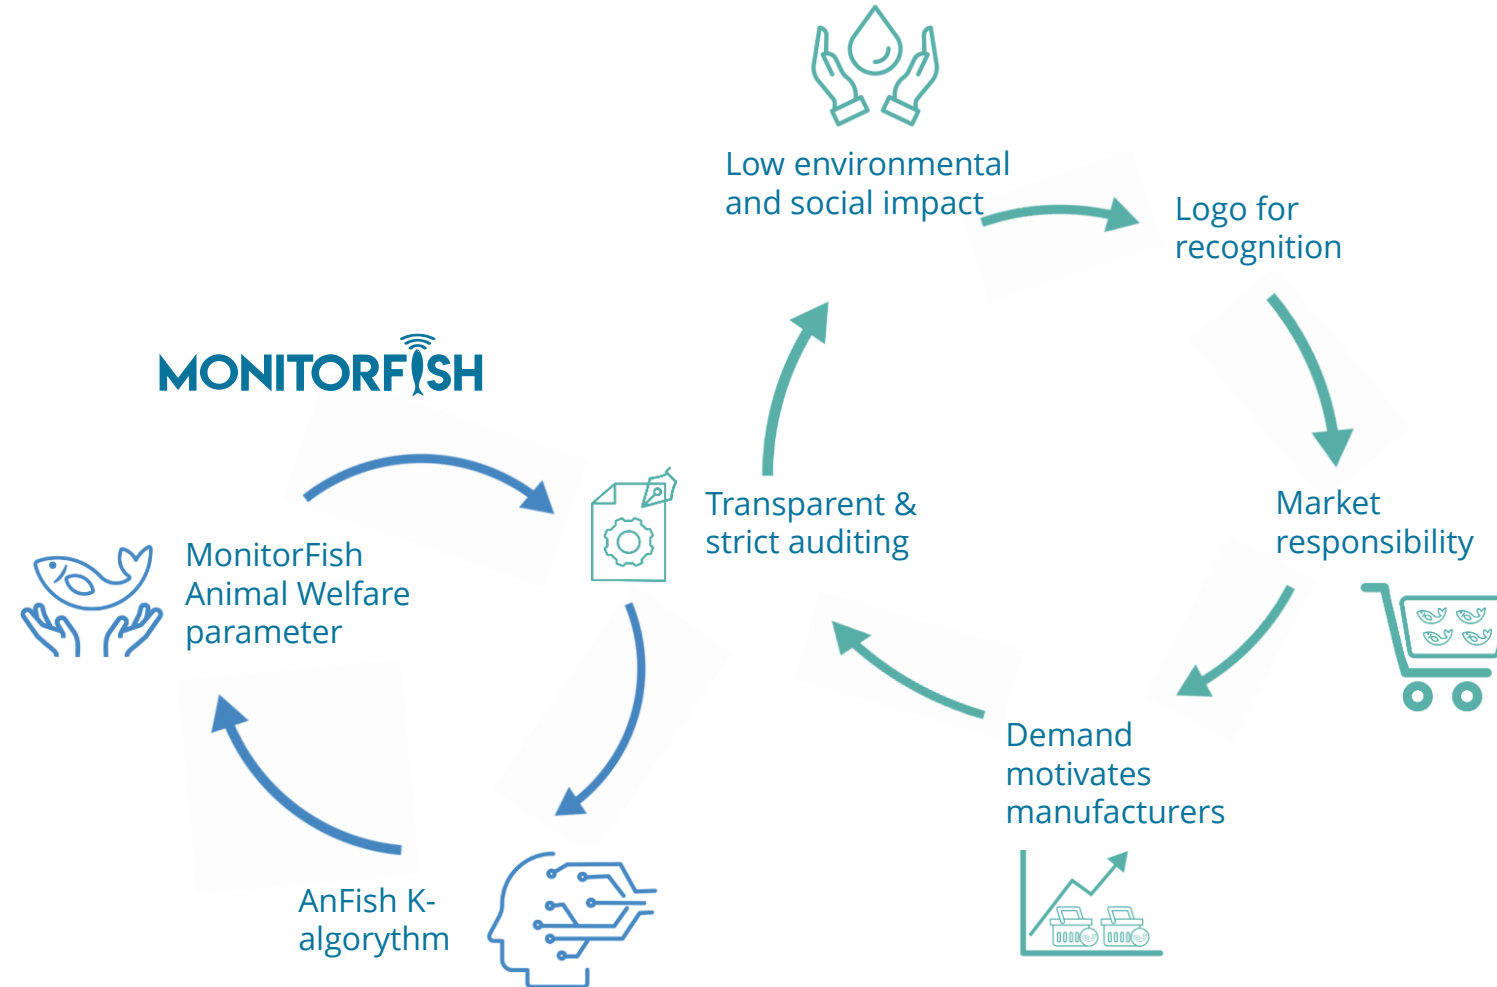 Low environmental
and social impact
Logo for
recognition
MONITORFISH
Transparent &
strict auditing
Market
responsibility
MonitorFish
Animal Welfare
parameter
Demand
motivates
manufacturers
AnFish K-
algorythm